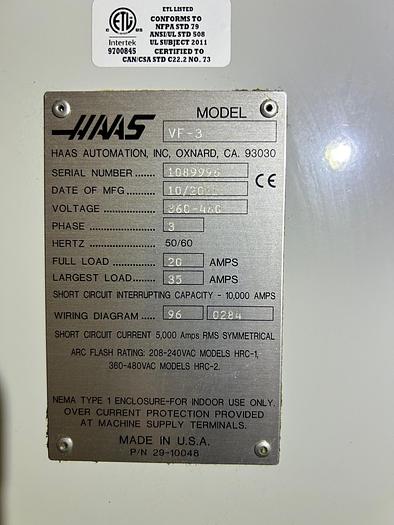 ETL LISTED
CONFORMS TO
NFPA STD 79
ANSI/UL STD 508
UL SUBJECT 2011
CERTIFIED TO
CAN/CSA STD C22.2 NO. 73
ETL
C US
Intertek
9700845
HAAS
MODEL
VF-3
HAAS AUTOMATION, INC, OXNARD, CA. 93030
SERIAL NUMBER ...... 1089996
DATE OF MFG ......
CE
VOLTAGE ........ 360-480
PHASE ........ 3
HERTZ ........ 50/60
FULL LOAD ...... 20 AMPS
LARGEST LOAD.... 35 AMPS
SHORT CIRCUIT INTERRUPTING CAPACITY - 10,000 AMPS
WIRING DIAGRAM ..... 96 0284
SHORT CIRCUIT CURRENT 5,000 Amps RMS SYMMETRICAL
ARC FLASH RATING: 208-240VAC MODELS HRC-1,
360-480VAC MODELS HRC-2.
NEMA TYPE 1 ENCLOSURE-FOR INDOOR USE ONLY.
OVER CURRENT PROTECTION PROVIDED
AT MACHINE SUPPLY TERMINALS.
MADE IN U.S.A.
P/N 29-10048